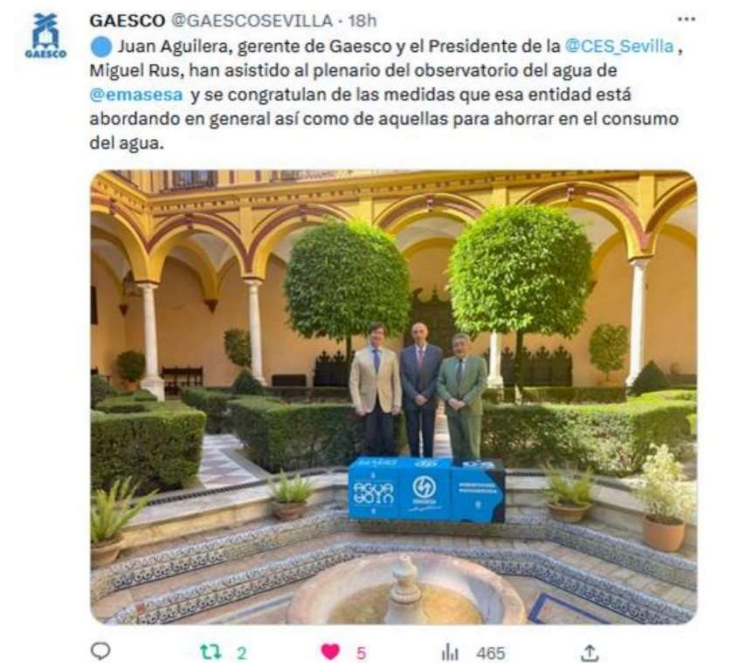 GAESCO @GAESCOSEVILLA · 18h
GAESCO
Juan Aguilera, gerente de Gaesco y el Presidente de la @CES_Sevilla ,
Miguel Rus, han asistido al plenario del observatorio del agua de
@emasesa y se congratulan de las medidas que esa entidad está
abordando en general así como de aquellas para ahorrar en el consumo
del agua.
AGUA
2 5 465